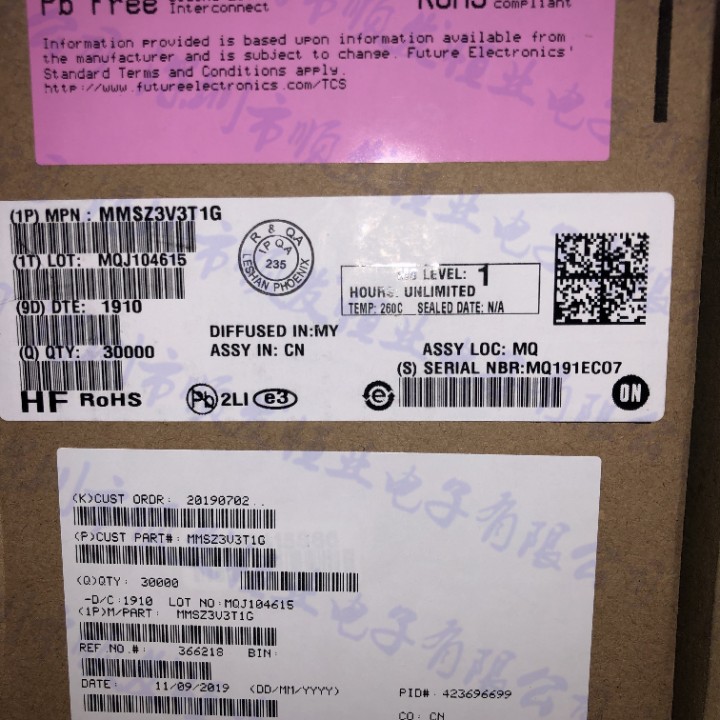 Pb Free
Interconnect
RoHS compliant
Information provided is based upon information available from
the manufacturer and is subject to change. Future Electronics'
Standard Terms and Conditions apply.
http://www.futureelectronics.com/TCS
(1P) MPN : MMSZ3V3T1G
(1T) LOT: MQJ104615
R & QA
IP QA
235
LESHAN PHOENIX
LEVEL: 1
HOURS: UNLIMITED
TEMP: 260C SEALED DATE: N/A
(9D) DTE: 1910
DIFFUSED IN:MY
(Q) QTY: 30000
ASSY IN: CN
ASSY LOC: MQ
(S) SERIAL NBR:MQ191EC07
HF RoHS
Pb 2LI e3
e
ON
(K)CUST ORDR: 20190702..
(P)CUST PART#: MMSZ3V3T1G
(Q)QTY: 30000
-D/C:1910 LOT NO:MQJ104615
(1P)M/PART: MMSZ3V3T1G
REF.NO.#: 366218 BIN:
DATE: 11/09/2019 (DD/MM/YYYY)
PID#: 423696699
CO: CN